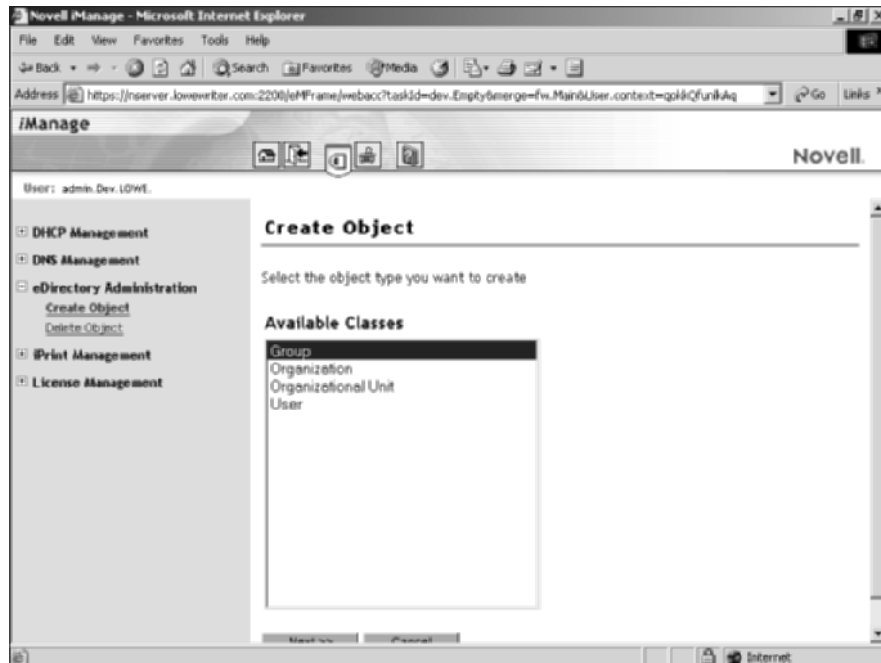 Novell iManage - Microsoft Internet Explorer
File Edit View Favorites Tools Help
Back Search Favorites Media
Address https://nserver.lowewriter.com:2200/eMFrame/webacc?taskId=dev.Empty&merge=fw.Main&User.context= Go Links
iManage
Novell.
User: admin.Dev.LOWE.
DHCP Management
DNS Management
eDirectory Administration
Create Object
Delete Object
iPrint Management
License Management
Create Object
Select the object type you want to create
Available Classes
Group
Organization
Organizational Unit
User
Next >> Cancel
Internet